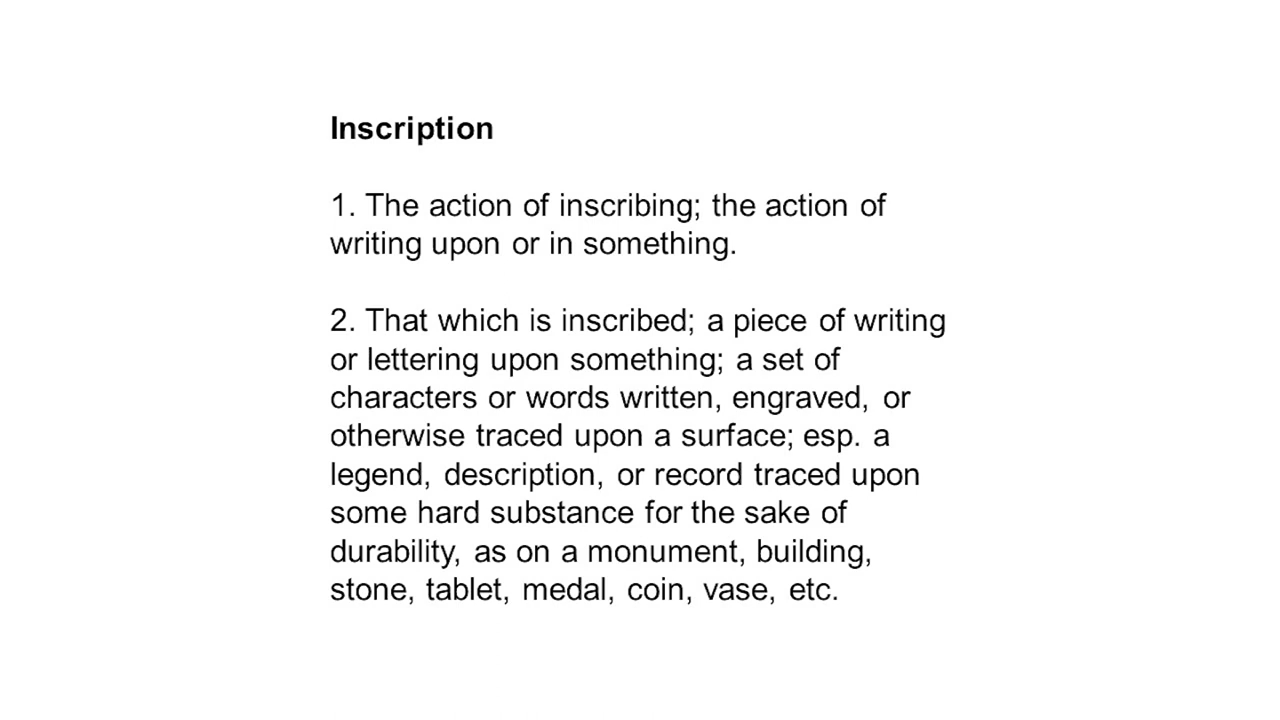 Inscription
1. The action of inscribing; the action of
writing upon or in something.
2. That which is inscribed; a piece of writing
or lettering upon something; a set of
characters or words written, engraved, or
otherwise traced upon a surface; esp. a
legend, description, or record traced upon
some hard substance for the sake of
durability, as on a monument, building,
stone, tablet, medal, coin, vase, etc.